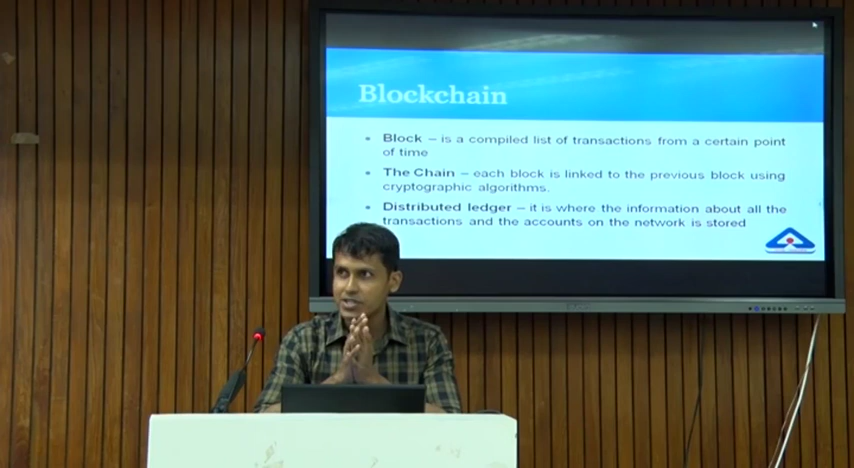 Blockchain
• Block – is a compiled list of transactions from a certain point
of time
• The Chain – each block is linked to the previous block using
cryptographic algorithms.
• Distributed ledger – it is where the information about all the
transactions and the accounts on the network is stored